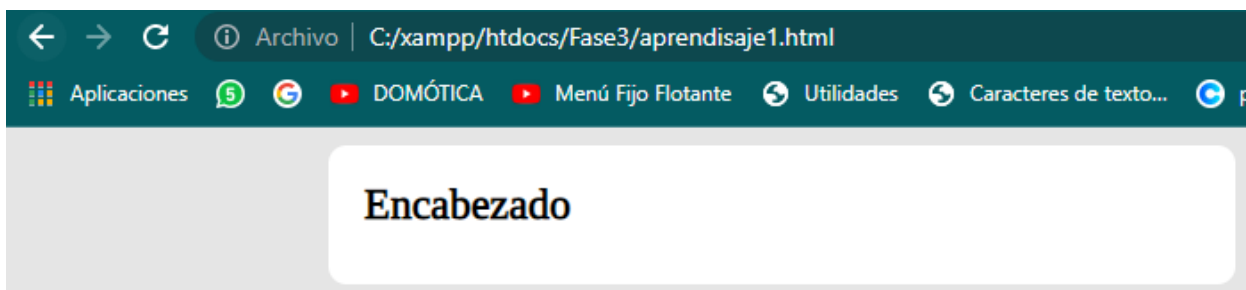 Archivo | C:/xampp/htdocs/Fase3/aprendisaje1.html
Aplicaciones 5 G DOMÓTICA Menú Fijo Flotante Utilidades Caracteres de texto... C p
Encabezado